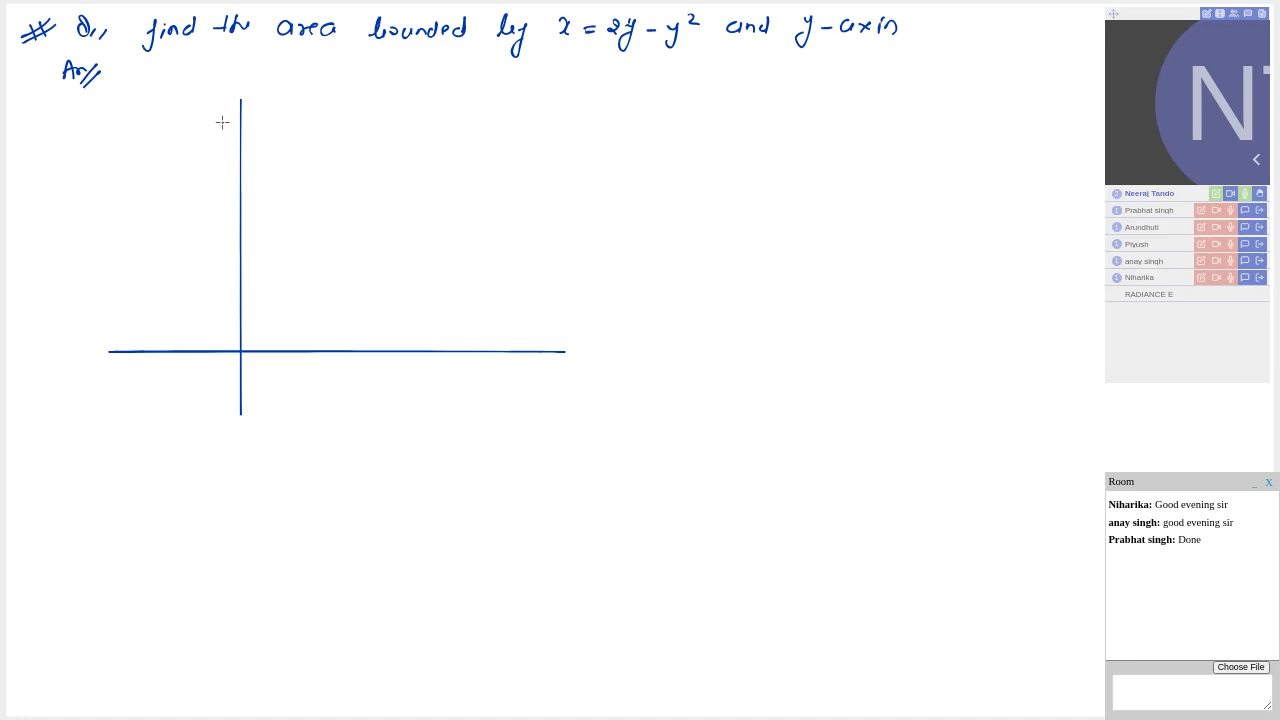 Q,, find the area bounded by x = 2y - y² and y-axis
Ans
NT
Neeraj Tando
Prabhat singh
Arundhuti
Piyush
anay singh
Niharika
RADIANCE E
Room _ X
Niharika: Good evening sir
anay singh: good evening sir
Prabhat singh: Done
Choose File